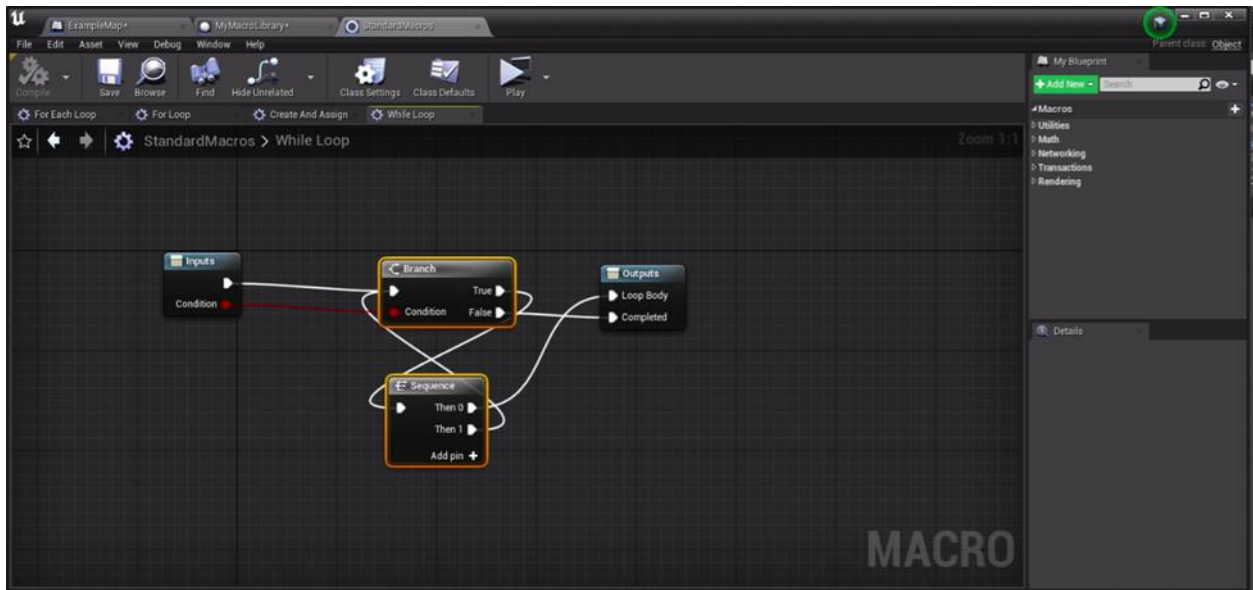 ExampleMap*
MyMacroLibrary*
StandardMacros
File Edit Asset View Debug Window Help
Parent class: Object
Compile
Save
Browse
Find
Hide Unrelated
Class Settings
Class Defaults
Play
My Blueprint
+ Add New
Search
For Each Loop
For Loop
Create And Assign
While Loop
StandardMacros > While Loop
Zoom 1:1
Macros +
Utilities
Math
Networking
Transactions
Rendering
Inputs
Condition
Branch
True
Condition False
Outputs
Loop Body
Completed
Sequence
Then 0
Then 1
Add pin +
Details
MACRO